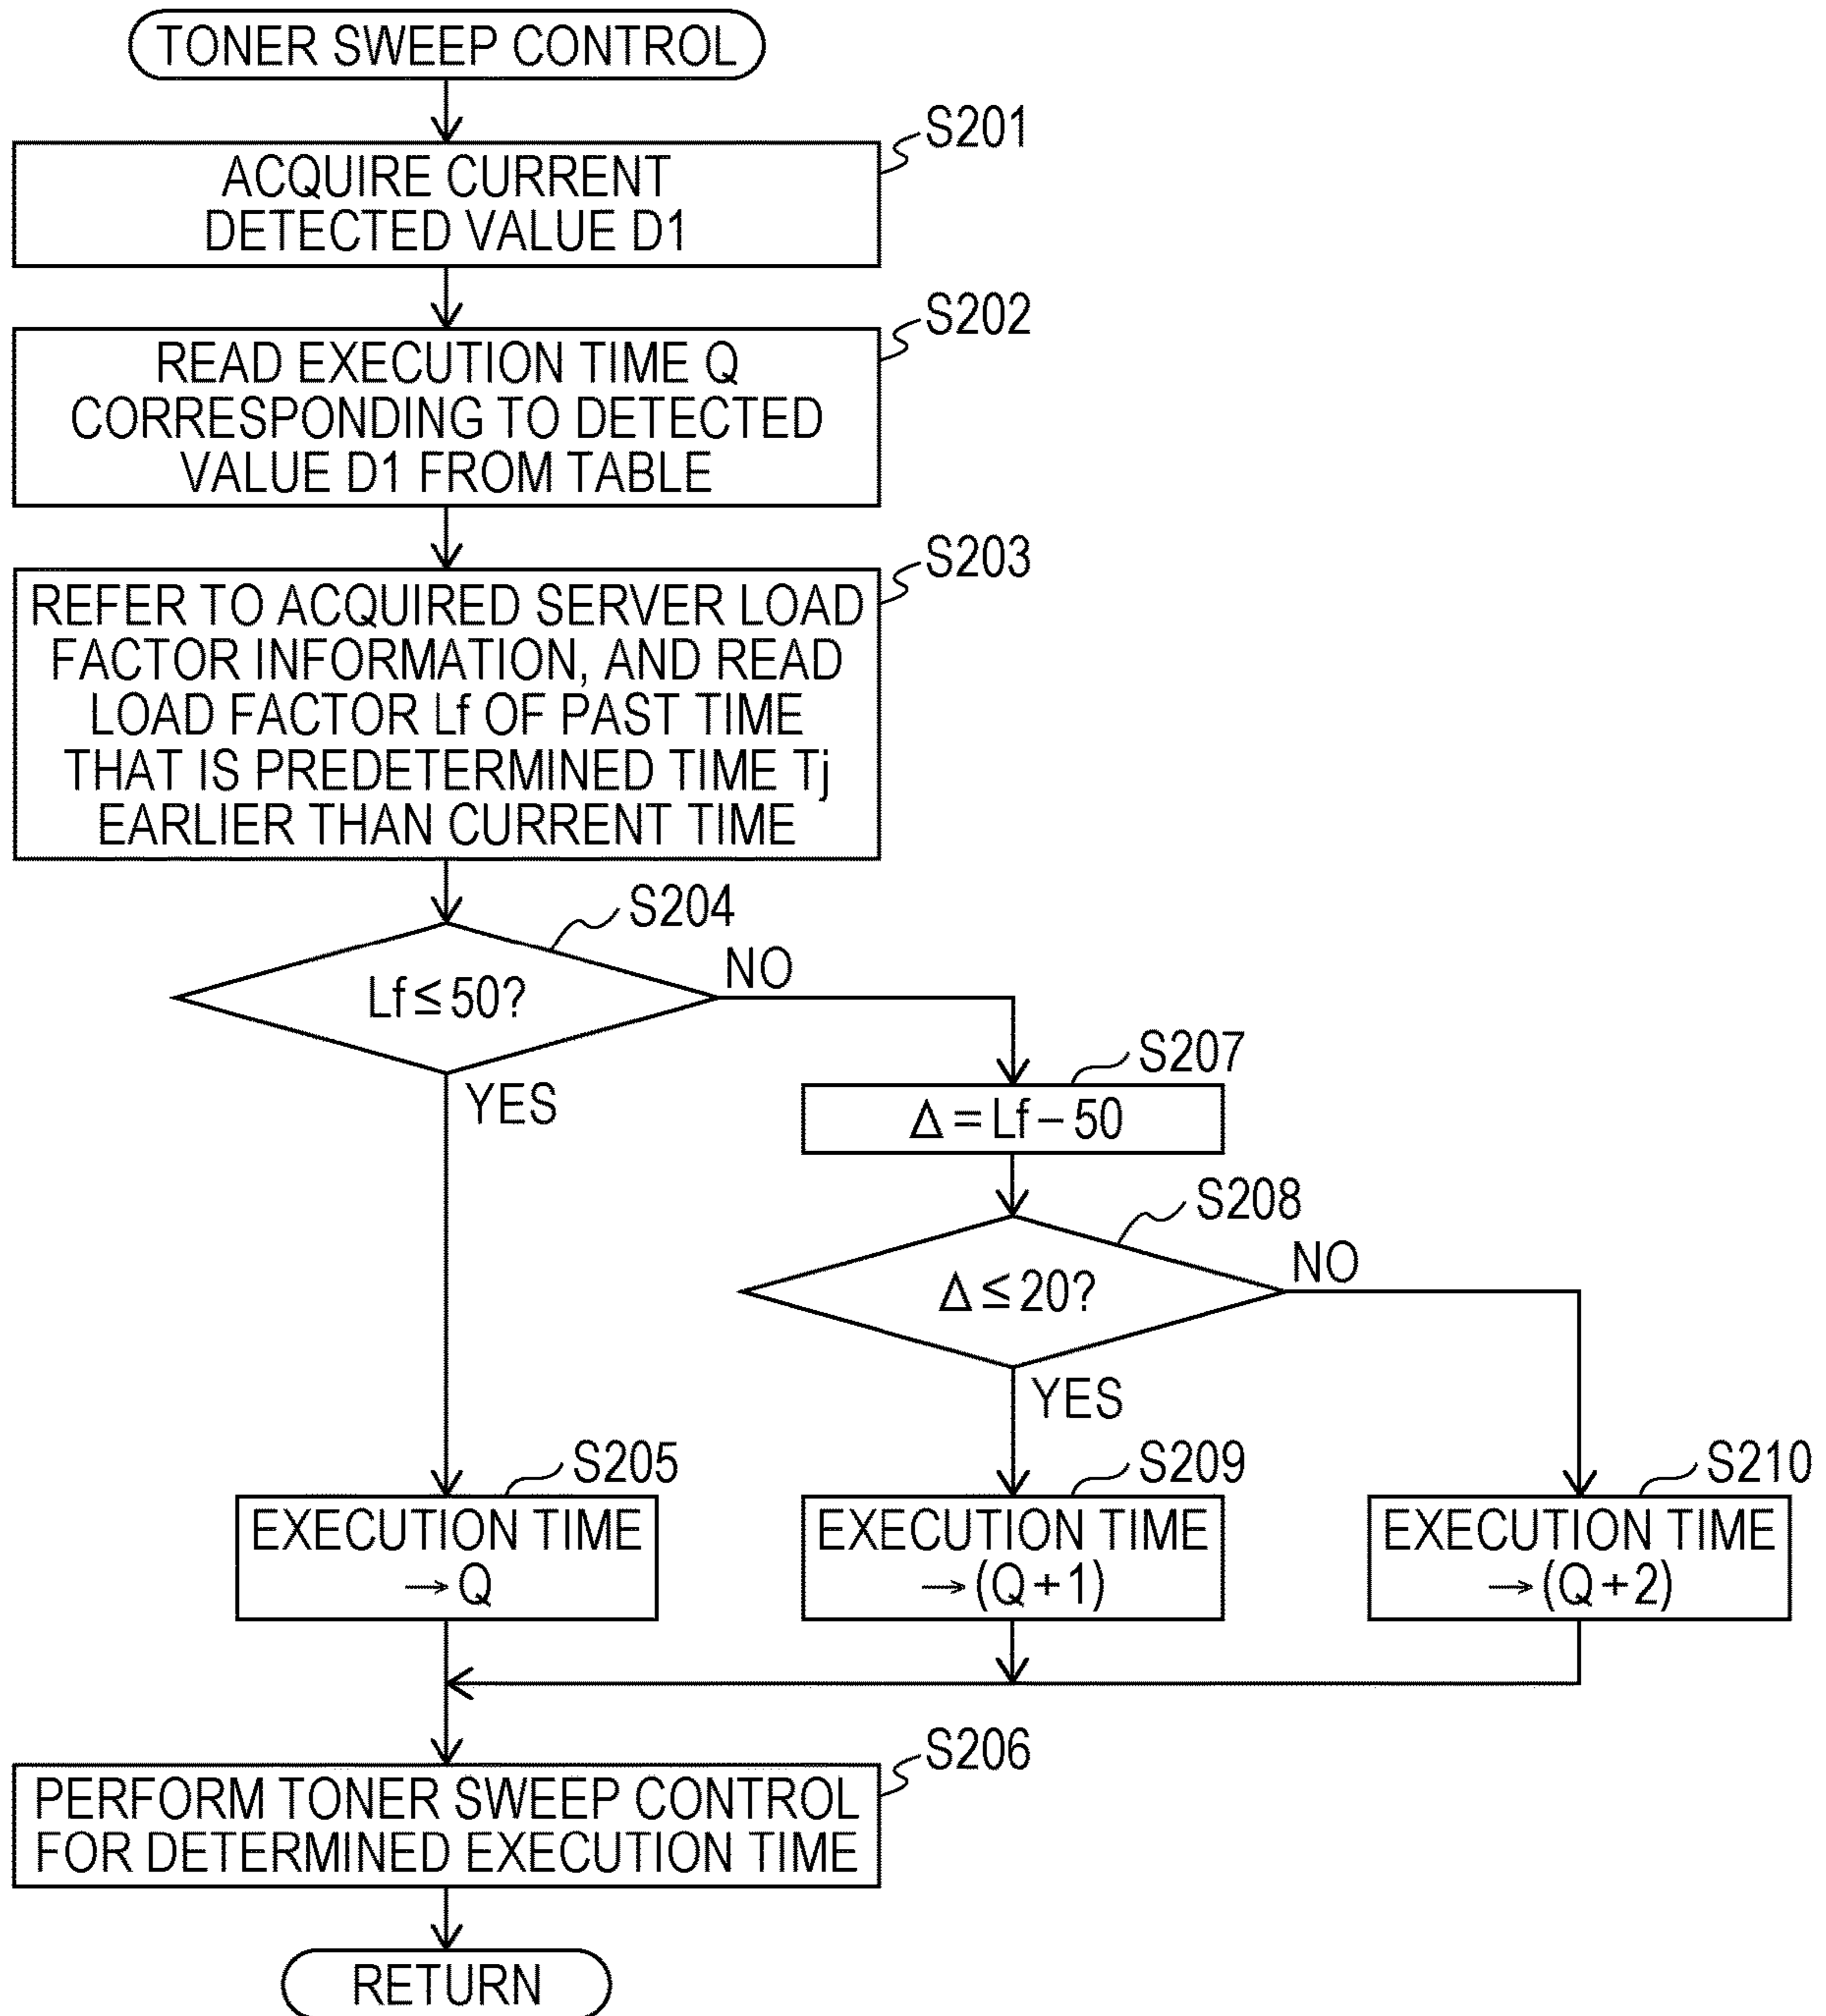 TONER SWEEP CONTROL
S201
ACQUIRE CURRENT
DETECTED VALUE D1
S202
READ EXECUTION TIME Q
CORRESPONDING TO DETECTED
VALUE D1 FROM TABLE
S203
REFER TO ACQUIRED SERVER LOAD
FACTOR INFORMATION, AND READ
LOAD FACTOR Lf OF PAST TIME
THAT IS PREDETERMINED TIME Tj
EARLIER THAN CURRENT TIME
S204
Lf ≤ 50?
NO
YES
S207
Δ = Lf − 50
S208
Δ ≤ 20?
NO
YES
S205
EXECUTION TIME
→ Q
S209
EXECUTION TIME
→ (Q + 1)
S210
EXECUTION TIME
→ (Q + 2)
S206
PERFORM TONER SWEEP CONTROL
FOR DETERMINED EXECUTION TIME
RETURN